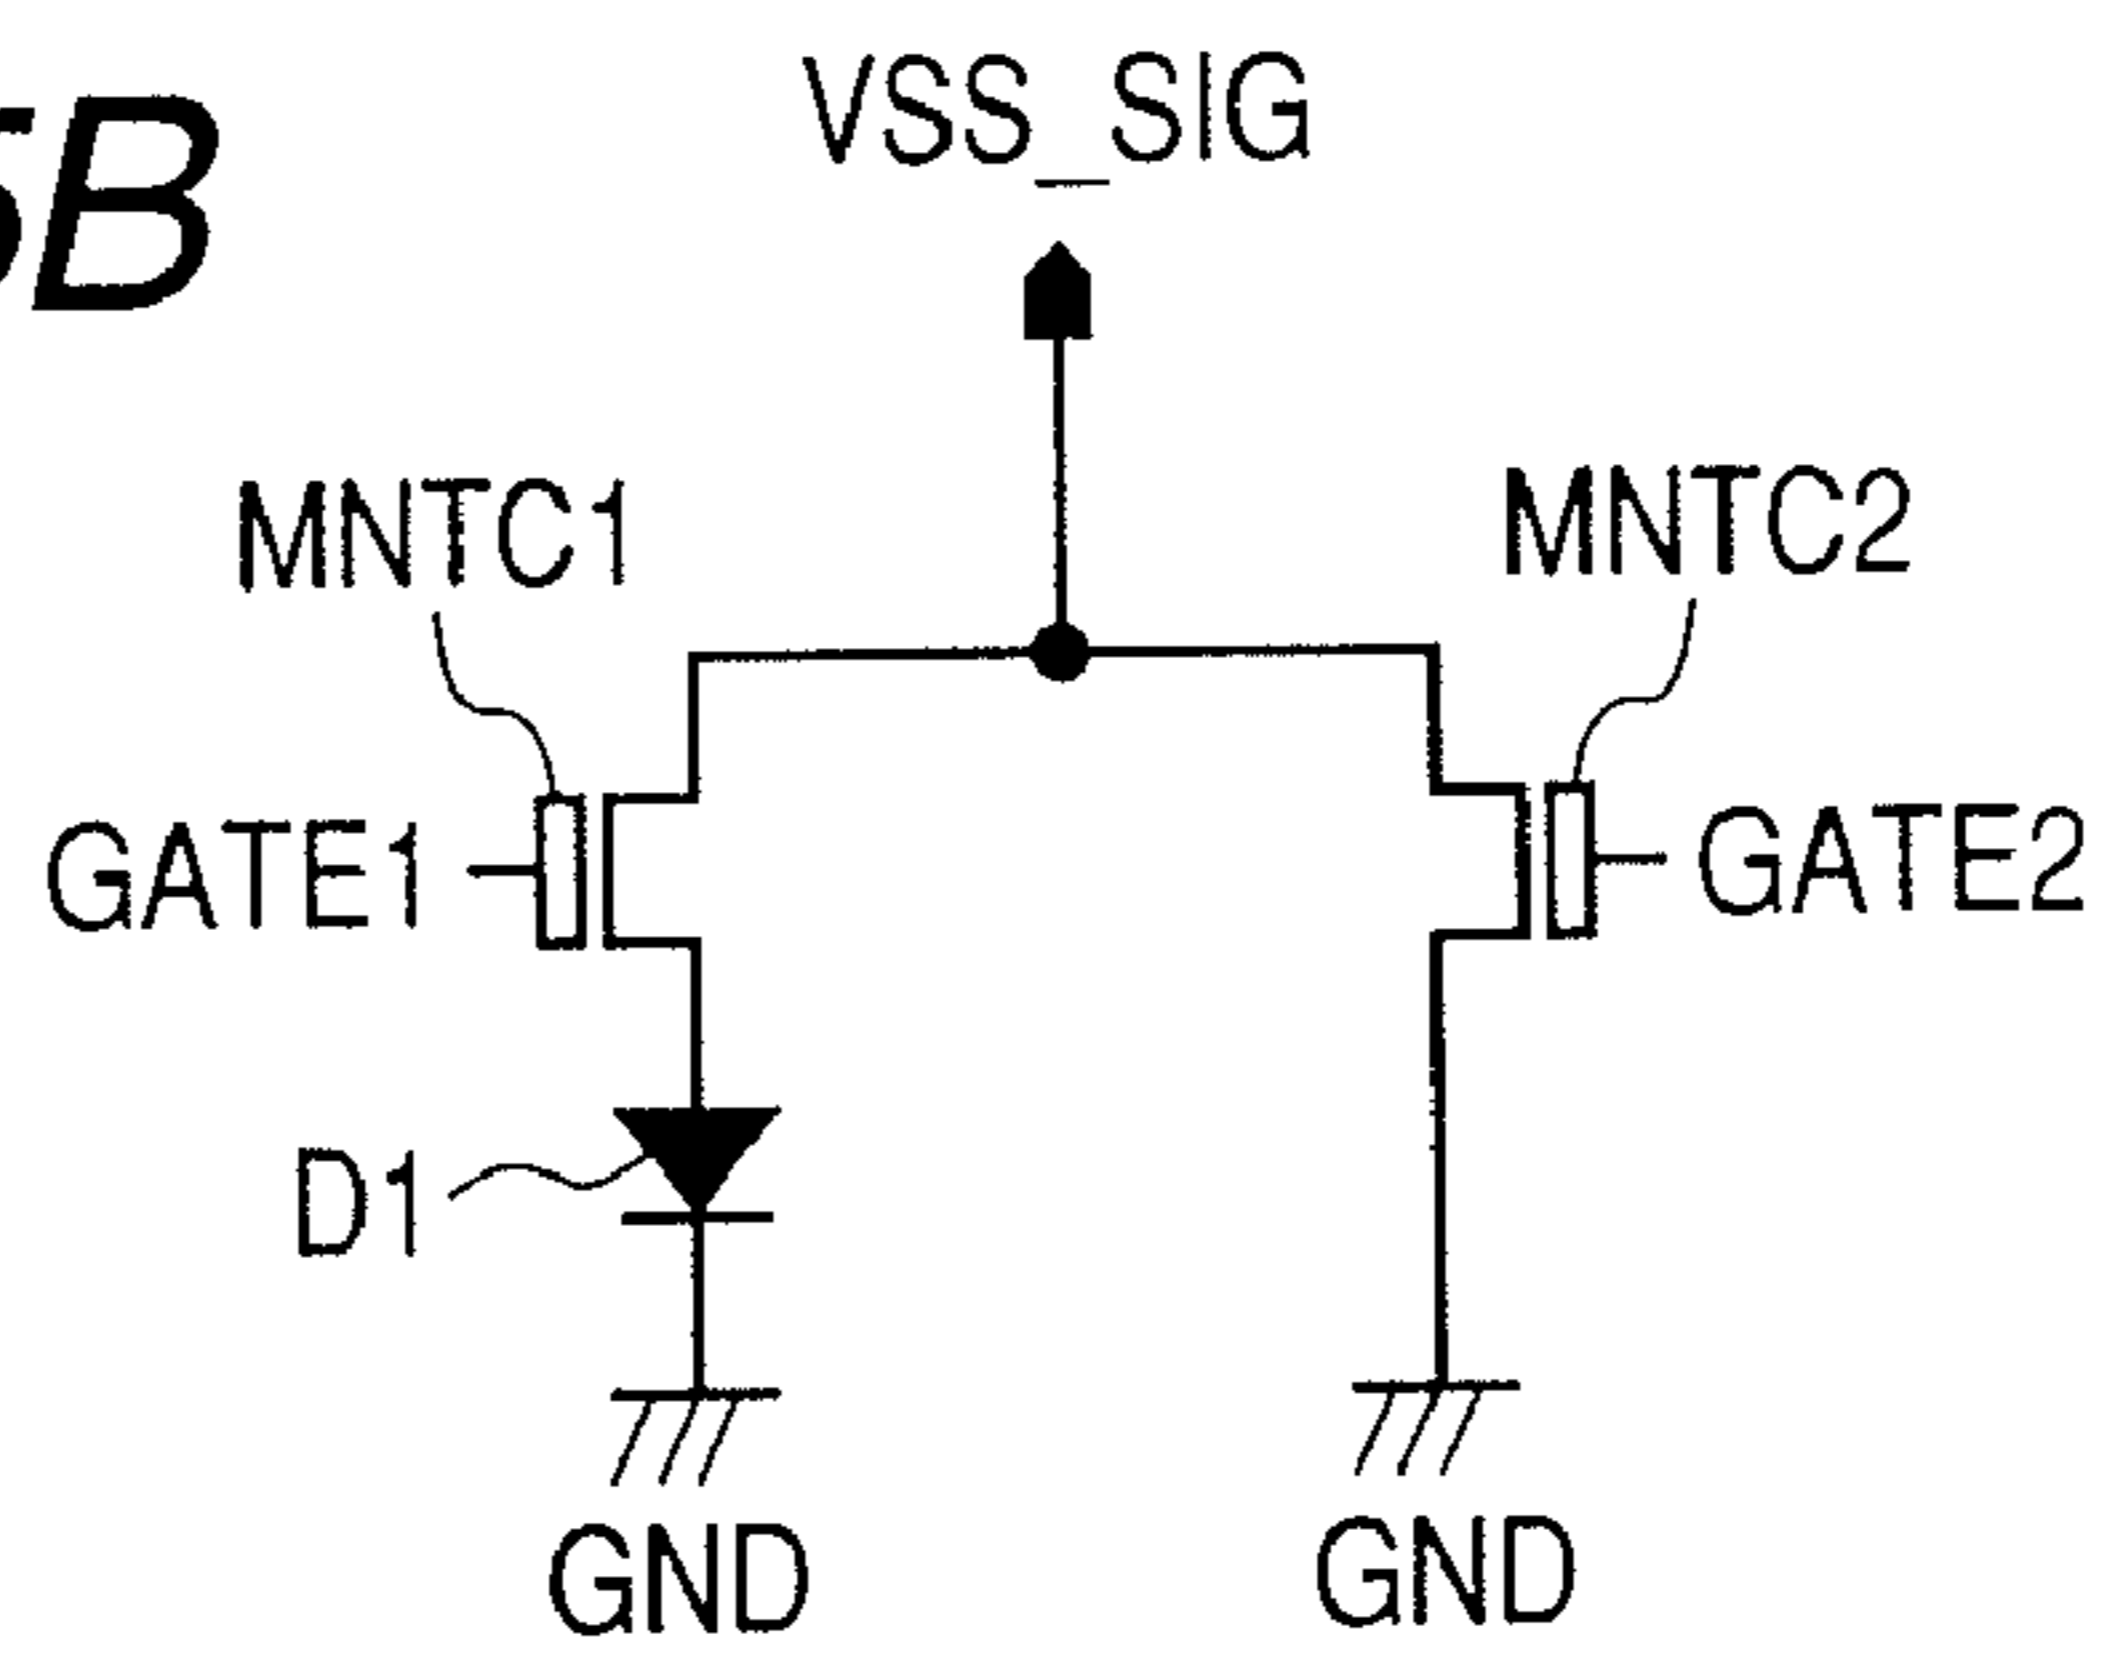 5B
VSS_SIG
MNTC1
MNTC2
GATE1
GATE2
D1
GND
GND